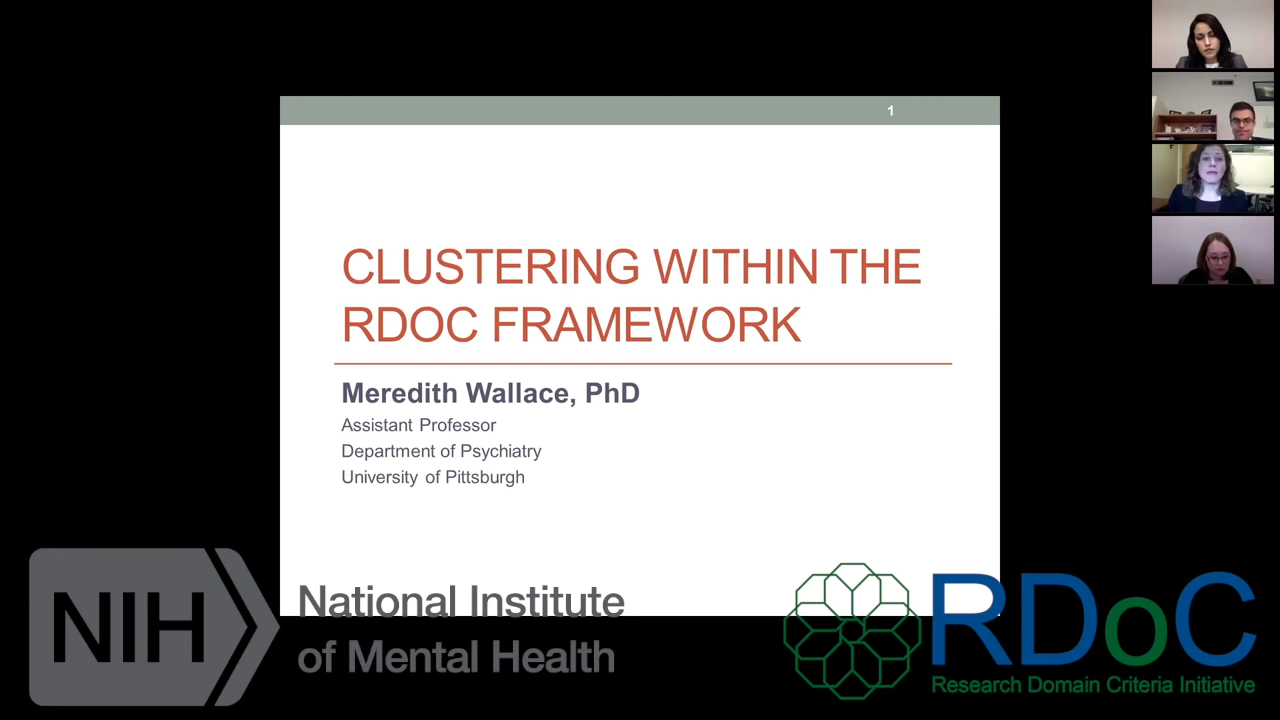 1
CLUSTERING WITHIN THE
RDOC FRAMEWORK
Meredith Wallace, PhD
Assistant Professor
Department of Psychiatry
University of Pittsburgh
NIH
National Institute
of Mental Health
RDoC
Research Domain Criteria Initiative